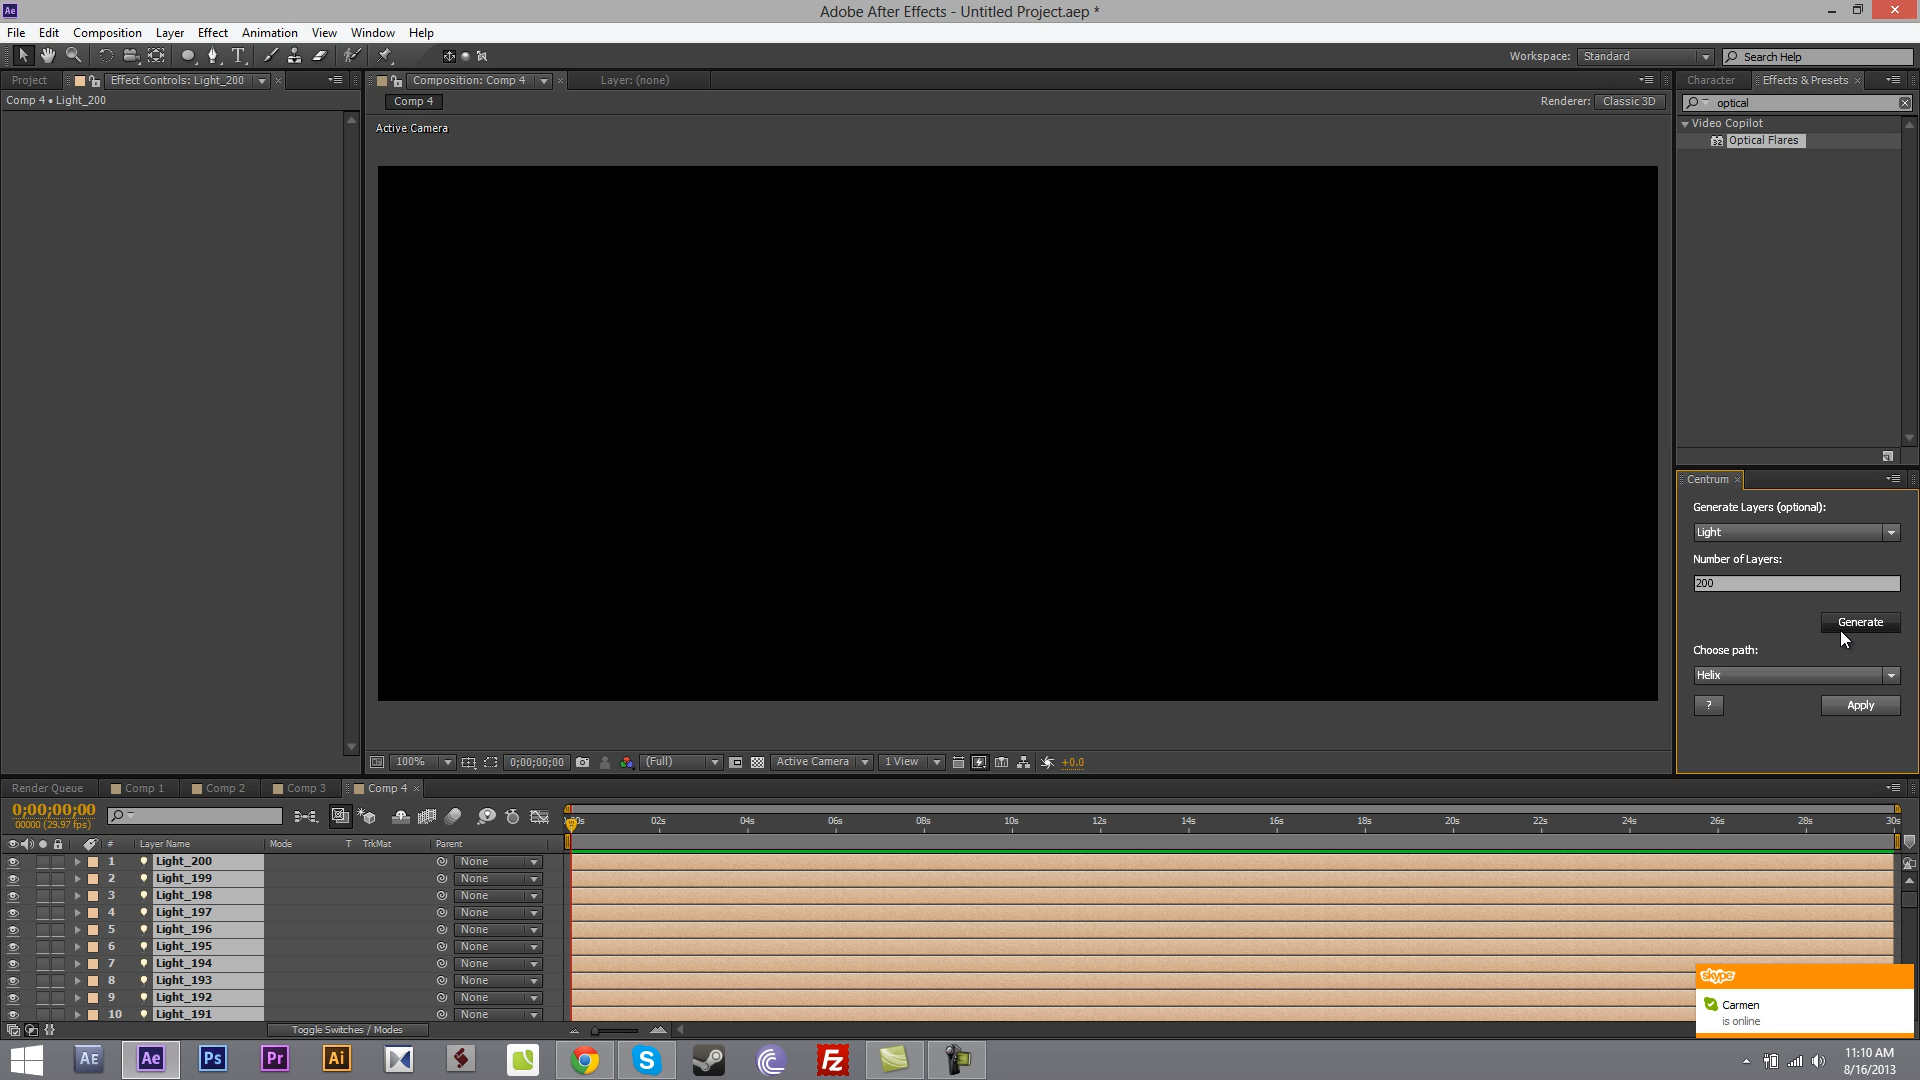 Ae
Adobe After Effects - Untitled Project.aep *
File Edit Composition Layer Effect Animation View Window Help
T
Workspace: Standard
Search Help
Project
Effect Controls: Light_200
Composition: Comp 4
Layer: (none)
Character
Effects & Presets
Comp 4 • Light_200
Comp 4
Renderer: Classic 3D
optical
Active Camera
Video Copilot
32 Optical Flares
Centrum
Generate Layers (optional):
Light
Number of Layers:
200
Generate
Choose path:
Helix
? Apply
100% 0;00;00;00 (Full) Active Camera 1 View +0.0
Render Queue Comp 1 Comp 2 Comp 3 Comp 4
0;00;00;00
00000 (29.97 fps)
02s 04s 06s 08s 10s 12s 14s 16s 18s 20s 22s 24s 26s 28s 30s
# Layer Name Mode T TrkMat Parent
1 Light_200 None
2 Light_199 None
3 Light_198 None
4 Light_197 None
5 Light_196 None
6 Light_195 None
7 Light_194 None
8 Light_193 None
9 Light_192 None
10 Light_191 None
skype
Carmen
is online
Toggle Switches / Modes
AE Ae Ps Pr Ai S Fz
11:10 AM
8/16/2013